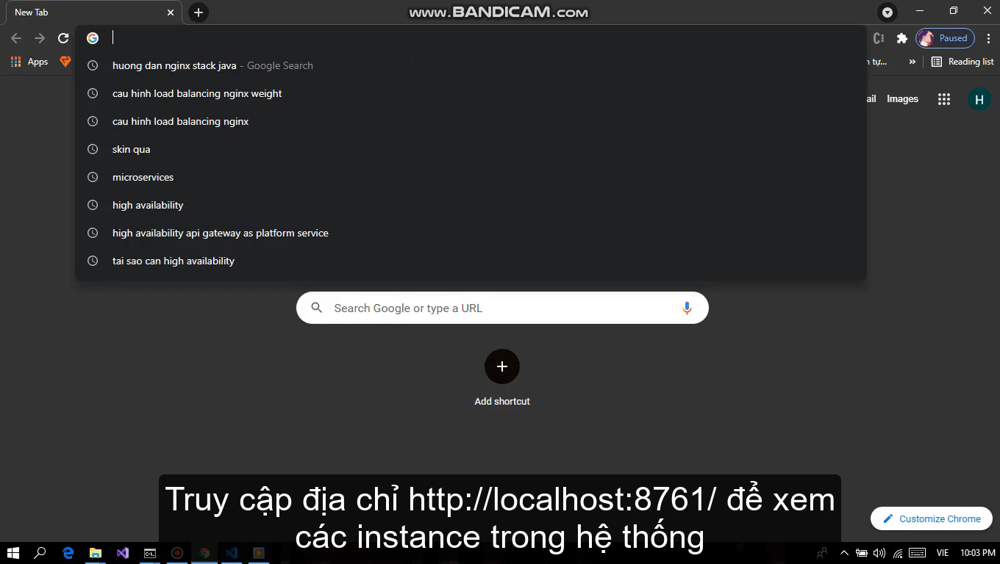 New Tab
www.BANDICAM.com
Paused
Apps
n tự...
»
Reading list
huong dan nginx stack java - Google Search
cau hinh load balancing nginx weight
cau hinh load balancing nginx
skin qua
microservices
high availability
high availability api gateway as platform service
tai sao can high availability
ail
Images
H
Search Google or type a URL
Add shortcut
Truy cập địa chỉ http://localhost:8761/ để xem
các instance trong hệ thống
Customize Chrome
VIE
10:03 PM